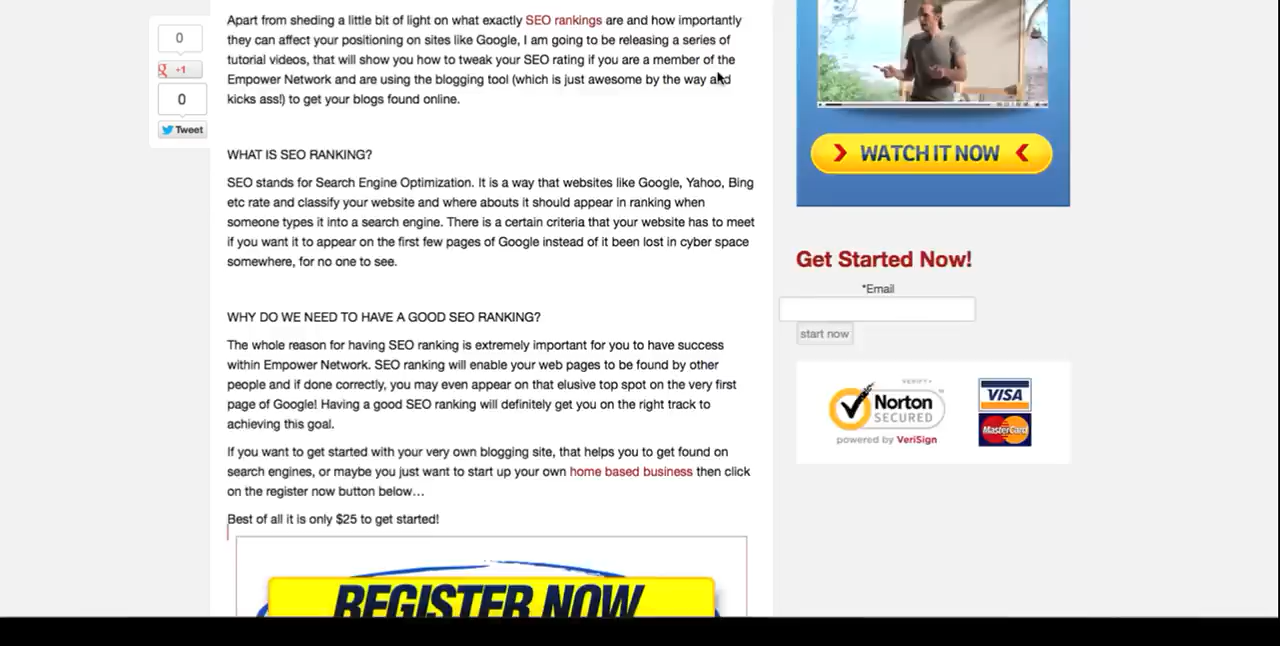 0
+1
0
Tweet
Apart from sheding a little bit of light on what exactly SEO rankings are and how importantly
they can affect your positioning on sites like Google, I am going to be releasing a series of
tutorial videos, that will show you how to tweak your SEO rating if you are a member of the
Empower Network and are using the blogging tool (which is just awesome by the way and
kicks ass!) to get your blogs found online.
WHAT IS SEO RANKING?
SEO stands for Search Engine Optimization. It is a way that websites like Google, Yahoo, Bing
etc rate and classify your website and where abouts it should appear in ranking when
someone types it into a search engine. There is a certain criteria that your website has to meet
if you want it to appear on the first few pages of Google instead of it been lost in cyber space
somewhere, for no one to see.
WHY DO WE NEED TO HAVE A GOOD SEO RANKING?
The whole reason for having SEO ranking is extremely important for you to have success
within Empower Network. SEO ranking will enable your web pages to be found by other
people and if done correctly, you may even appear on that elusive top spot on the very first
page of Google! Having a good SEO ranking will definitely get you on the right track to
achieving this goal.
If you want to get started with your very own blogging site, that helps you to get found on
search engines, or maybe you just want to start up your own home based business then click
on the register now button below...
Best of all it is only $25 to get started!
REGISTER NOW
WATCH IT NOW
Get Started Now!
*Email
start now
VERIFY
Norton
SECURED
powered by VeriSign
VISA
MasterCard